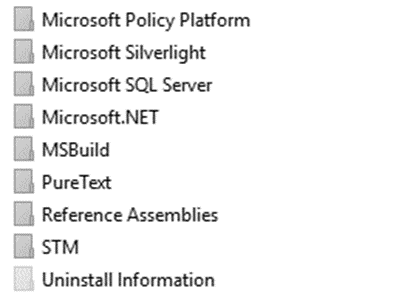 Microsoft Policy Platform
Microsoft Silverlight
Microsoft SQL Server
Microsoft.NET
MSBuild
PureText
Reference Assemblies
STM
Uninstall Information